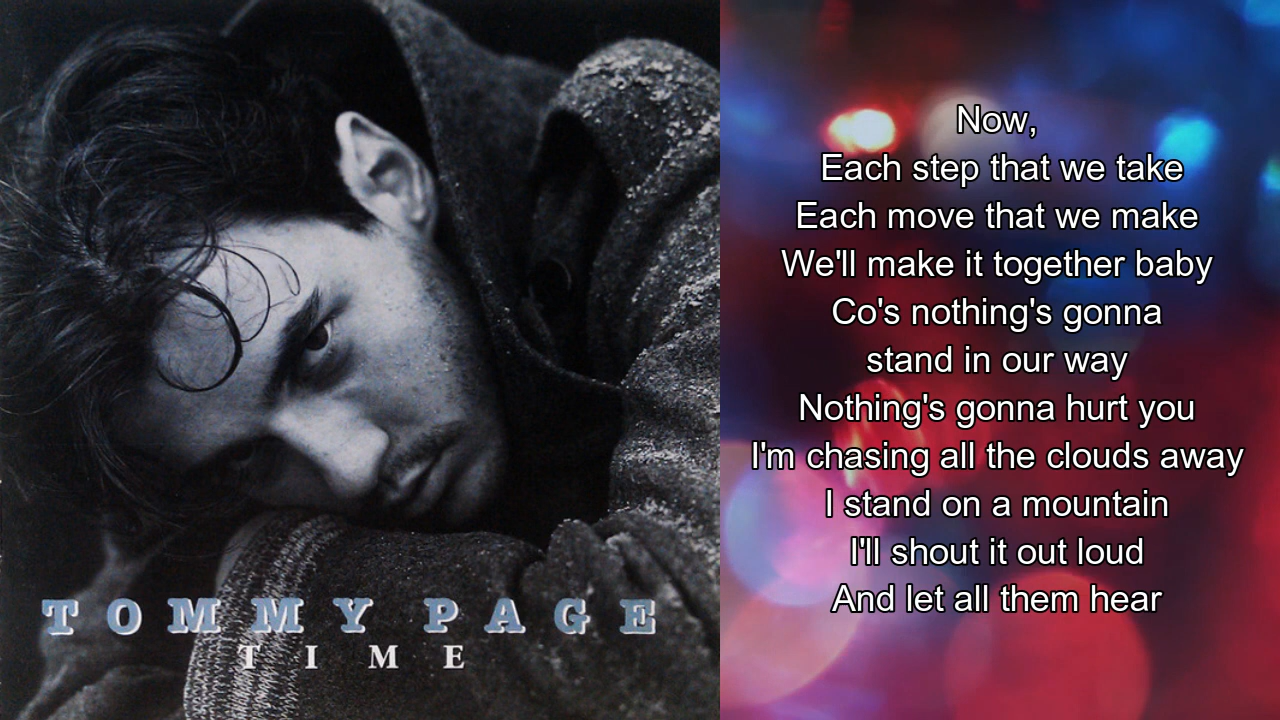 TOMMY PAGE
TIME
Now,
Each step that we take
Each move that we make
We'll make it together baby
Co's nothing's gonna
stand in our way
Nothing's gonna hurt you
I'm chasing all the clouds away
I stand on a mountain
I'll shout it out loud
And let all them hear